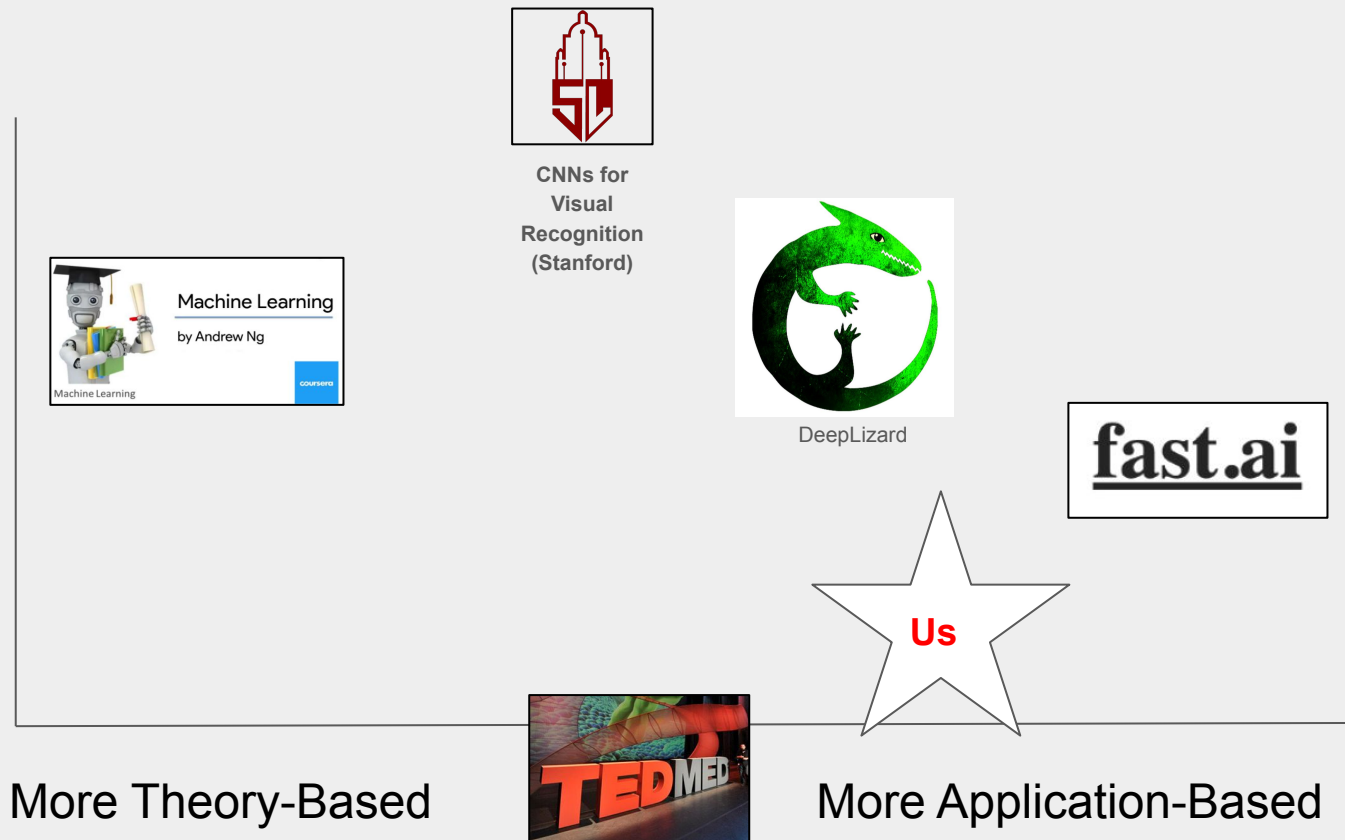 SL
CNNs for
Visual
Recognition
(Stanford)
Machine Learning
by Andrew Ng
coursera
Machine Learning
DeepLizard
fast.ai
Us
TEDMED
More Theory-Based
More Application-Based